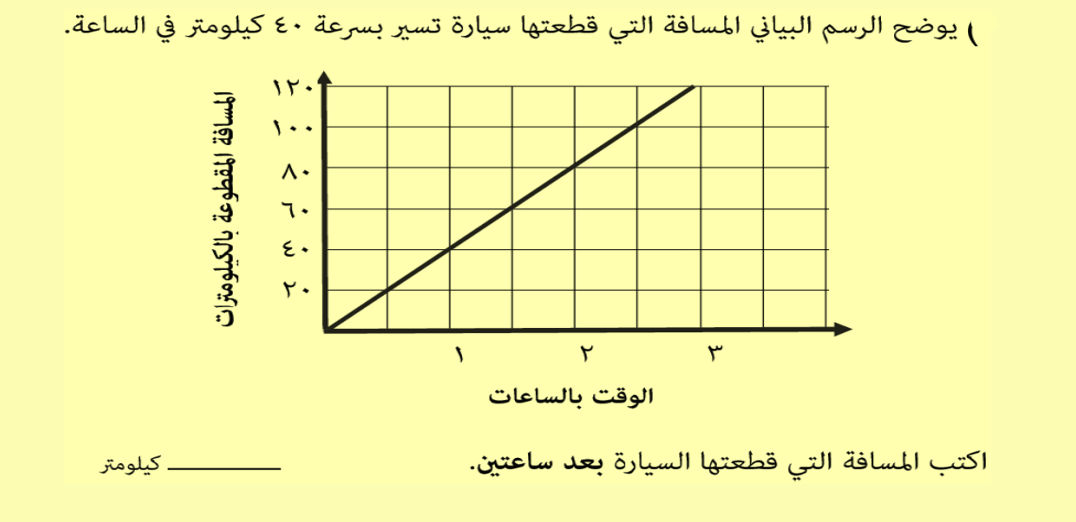 ) يوضح الرسم البياني المسافة التي قطعتها سيارة تسير بسرعة ٤٠ كيلومتر في الساعة.
المسافة المقطوعة بالكيلومترات
١٢٠
١٠٠
٨٠
٦٠
٤٠
٢٠
١ ٢ ٣
الوقت بالساعات
اكتب المسافة التي قطعتها السيارة بعد ساعتين. ________ كيلومتر